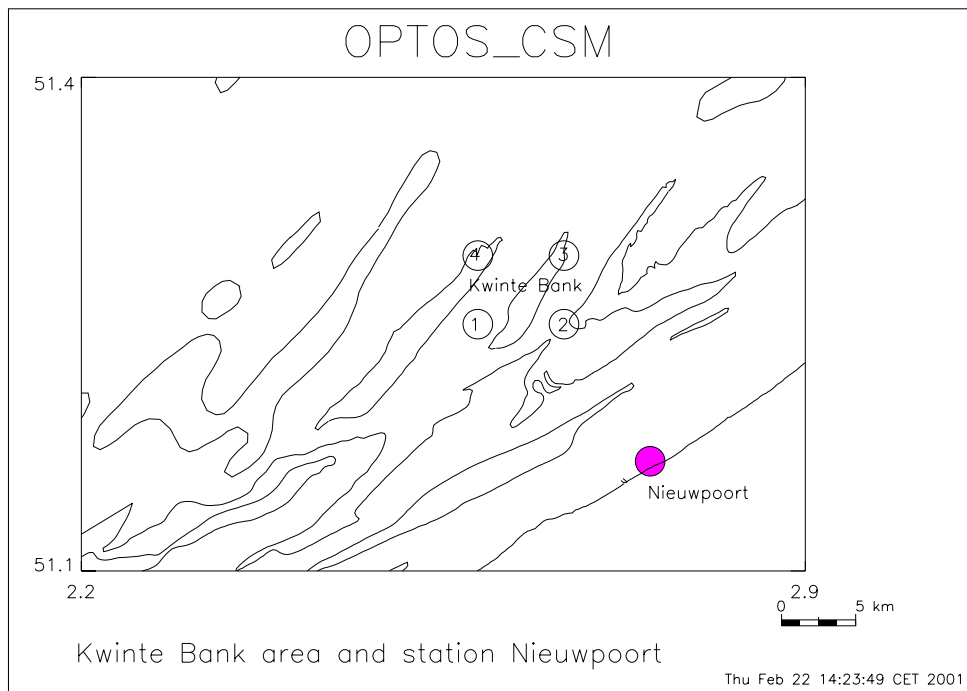 OPTOS_CSM
51.4
4
3
Kwinte Bank
1
2
Nieuwpoort
51.1
2.2
2.9
0 5 km
Kwinte Bank area and station Nieuwpoort
Thu Feb 22 14:23:49 CET 2001